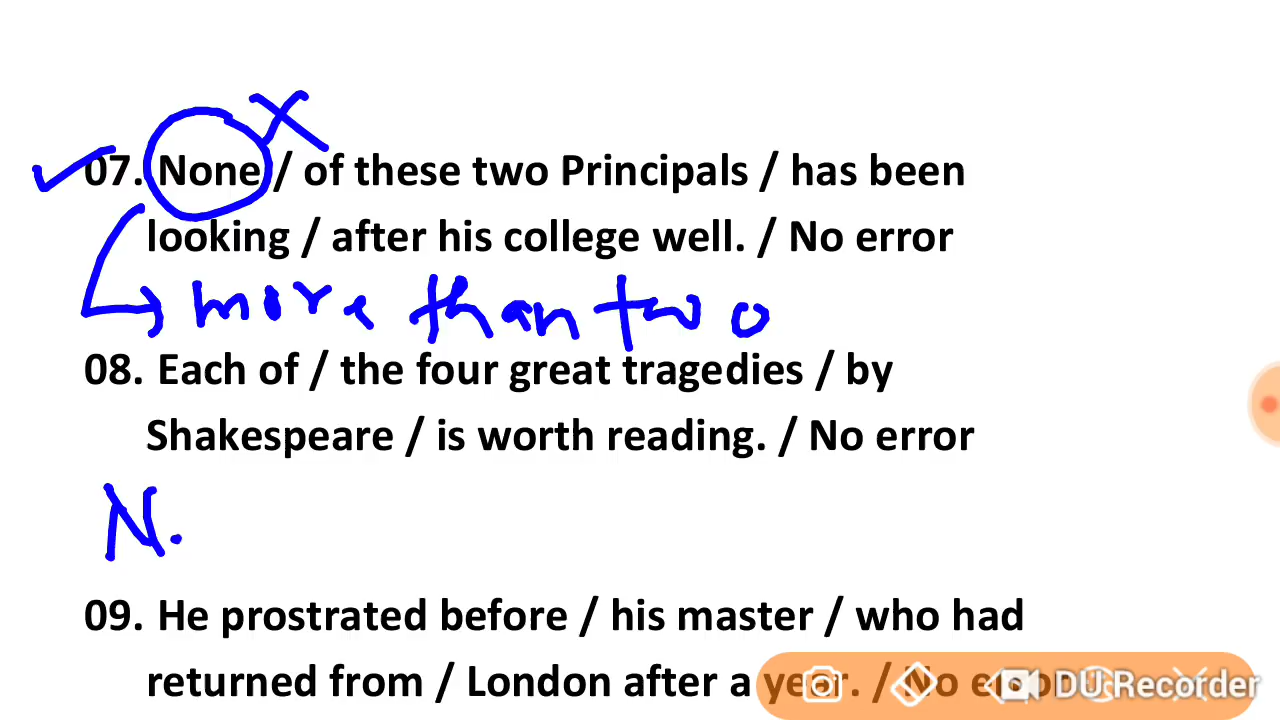 07. None / of these two Principals / has been
looking / after his college well. / No error
more than two
08. Each of / the four great tragedies / by
Shakespeare / is worth reading. / No error
N.
09. He prostrated before / his master / who had
returned from / London after a year. / No error
DU Recorder